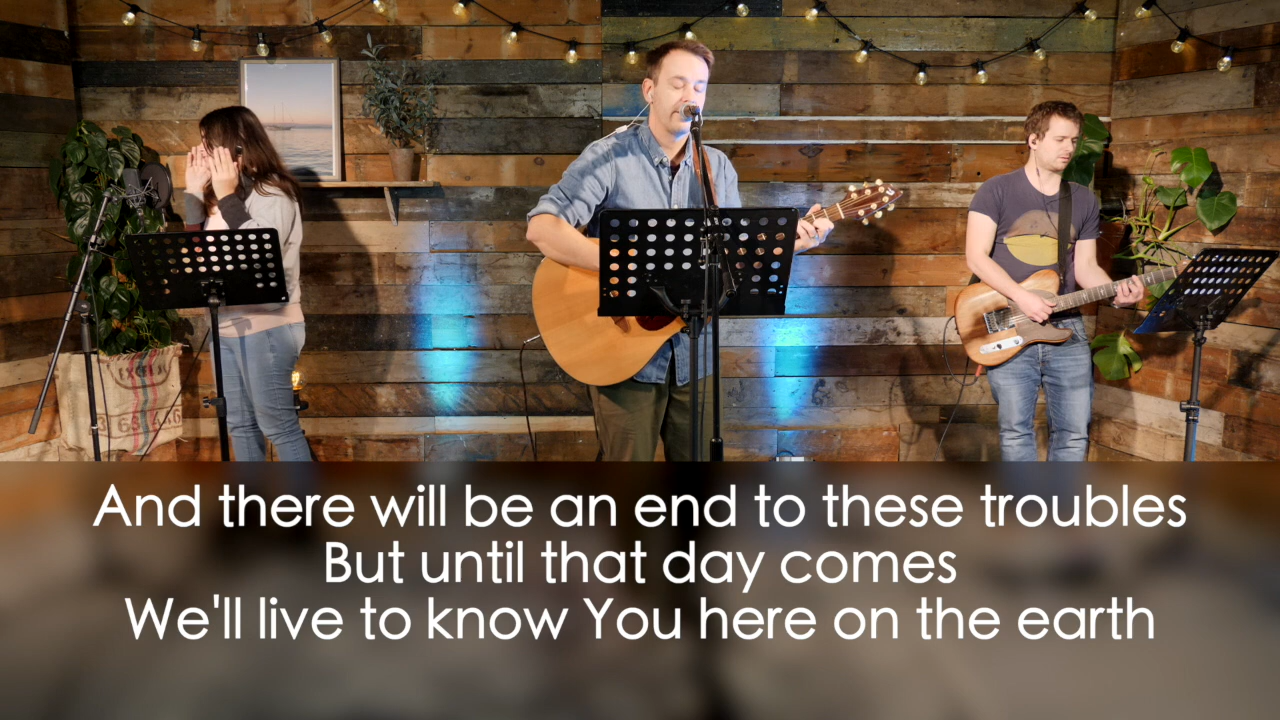 EXCELSA
And there will be an end to these troubles
But until that day comes
We'll live to know You here on the earth